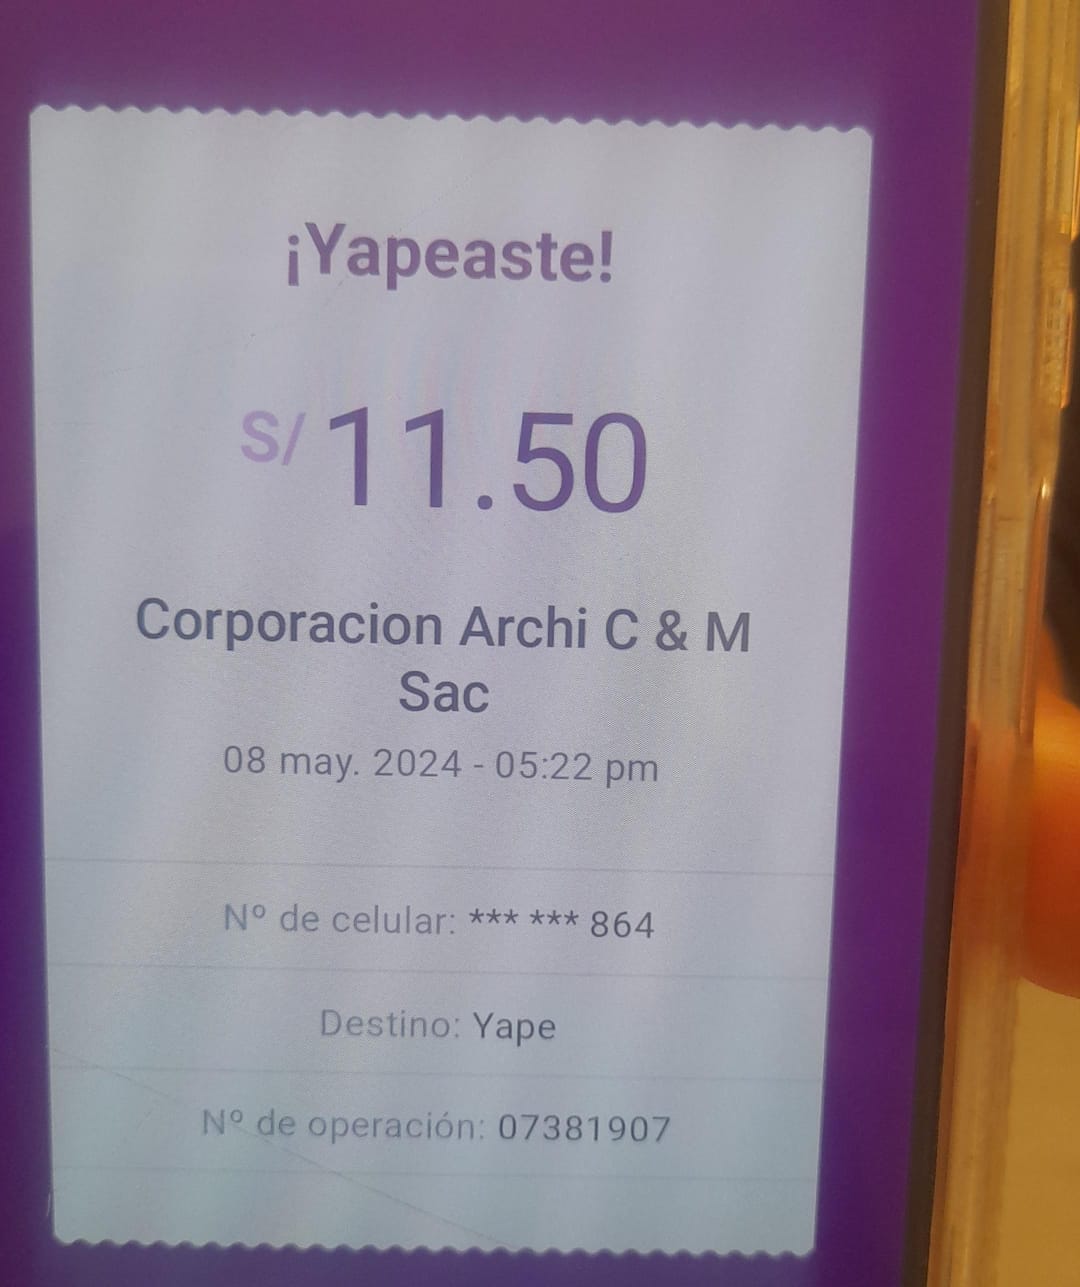 ¡Yapeaste!
S/ 11.50
Corporacion Archi C & M
Sac
08 may. 2024 - 05:22 pm
Nº de celular: *** *** 864
Destino: Yape
Nº de operación: 07381907